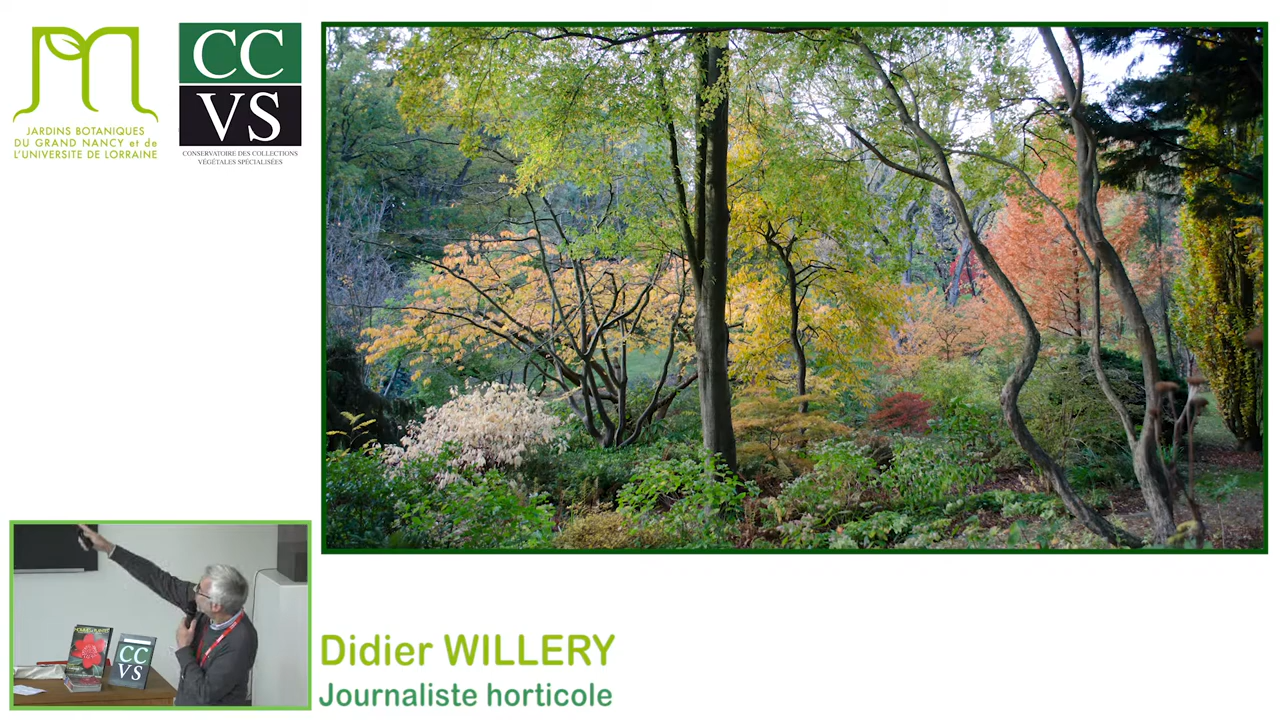 JARDINS BOTANIQUES
DU GRAND NANCY et de
L'UNIVERSITE DE LORRAINE
CC
VS
CONSERVATOIRE DES COLLECTIONS
VÉGÉTALES SPÉCIALISÉES
CC
VS
Didier WILLERY
Journaliste horticole